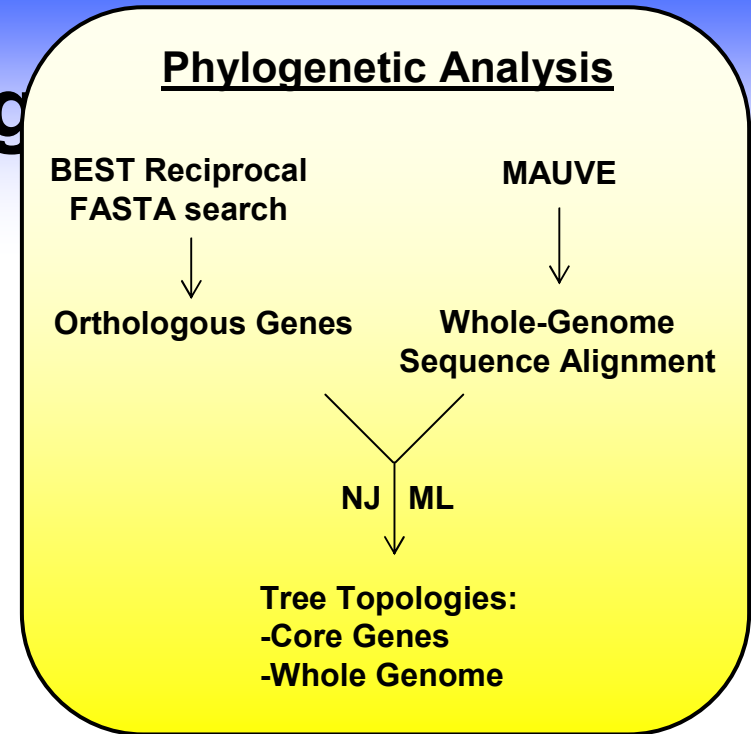 Phylogenetic Analysis
g
BEST Reciprocal
FASTA search
MAUVE
Orthologous Genes
Whole-Genome
Sequence Alignment
NJ ML
Tree Topologies:
-Core Genes
-Whole Genome